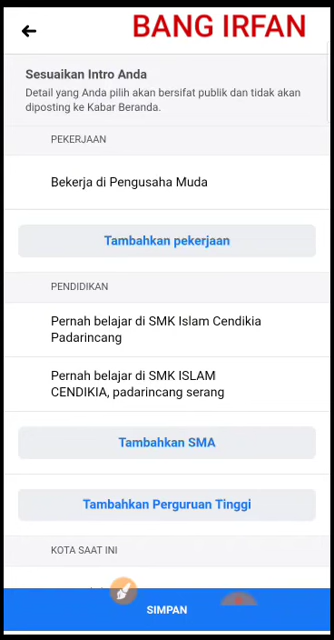 BANG IRFAN
Sesuaikan Intro Anda
Detail yang Anda pilih akan bersifat publik dan tidak akan
diposting ke Kabar Beranda.
PEKERJAAN
Bekerja di Pengusaha Muda
Tambahkan pekerjaan
PENDIDIKAN
Pernah belajar di SMK Islam Cendikia
Padarincang
Pernah belajar di SMK ISLAM
CENDIKIA, padarincang serang
Tambahkan SMA
Tambahkan Perguruan Tinggi
KOTA SAAT INI
SIMPAN